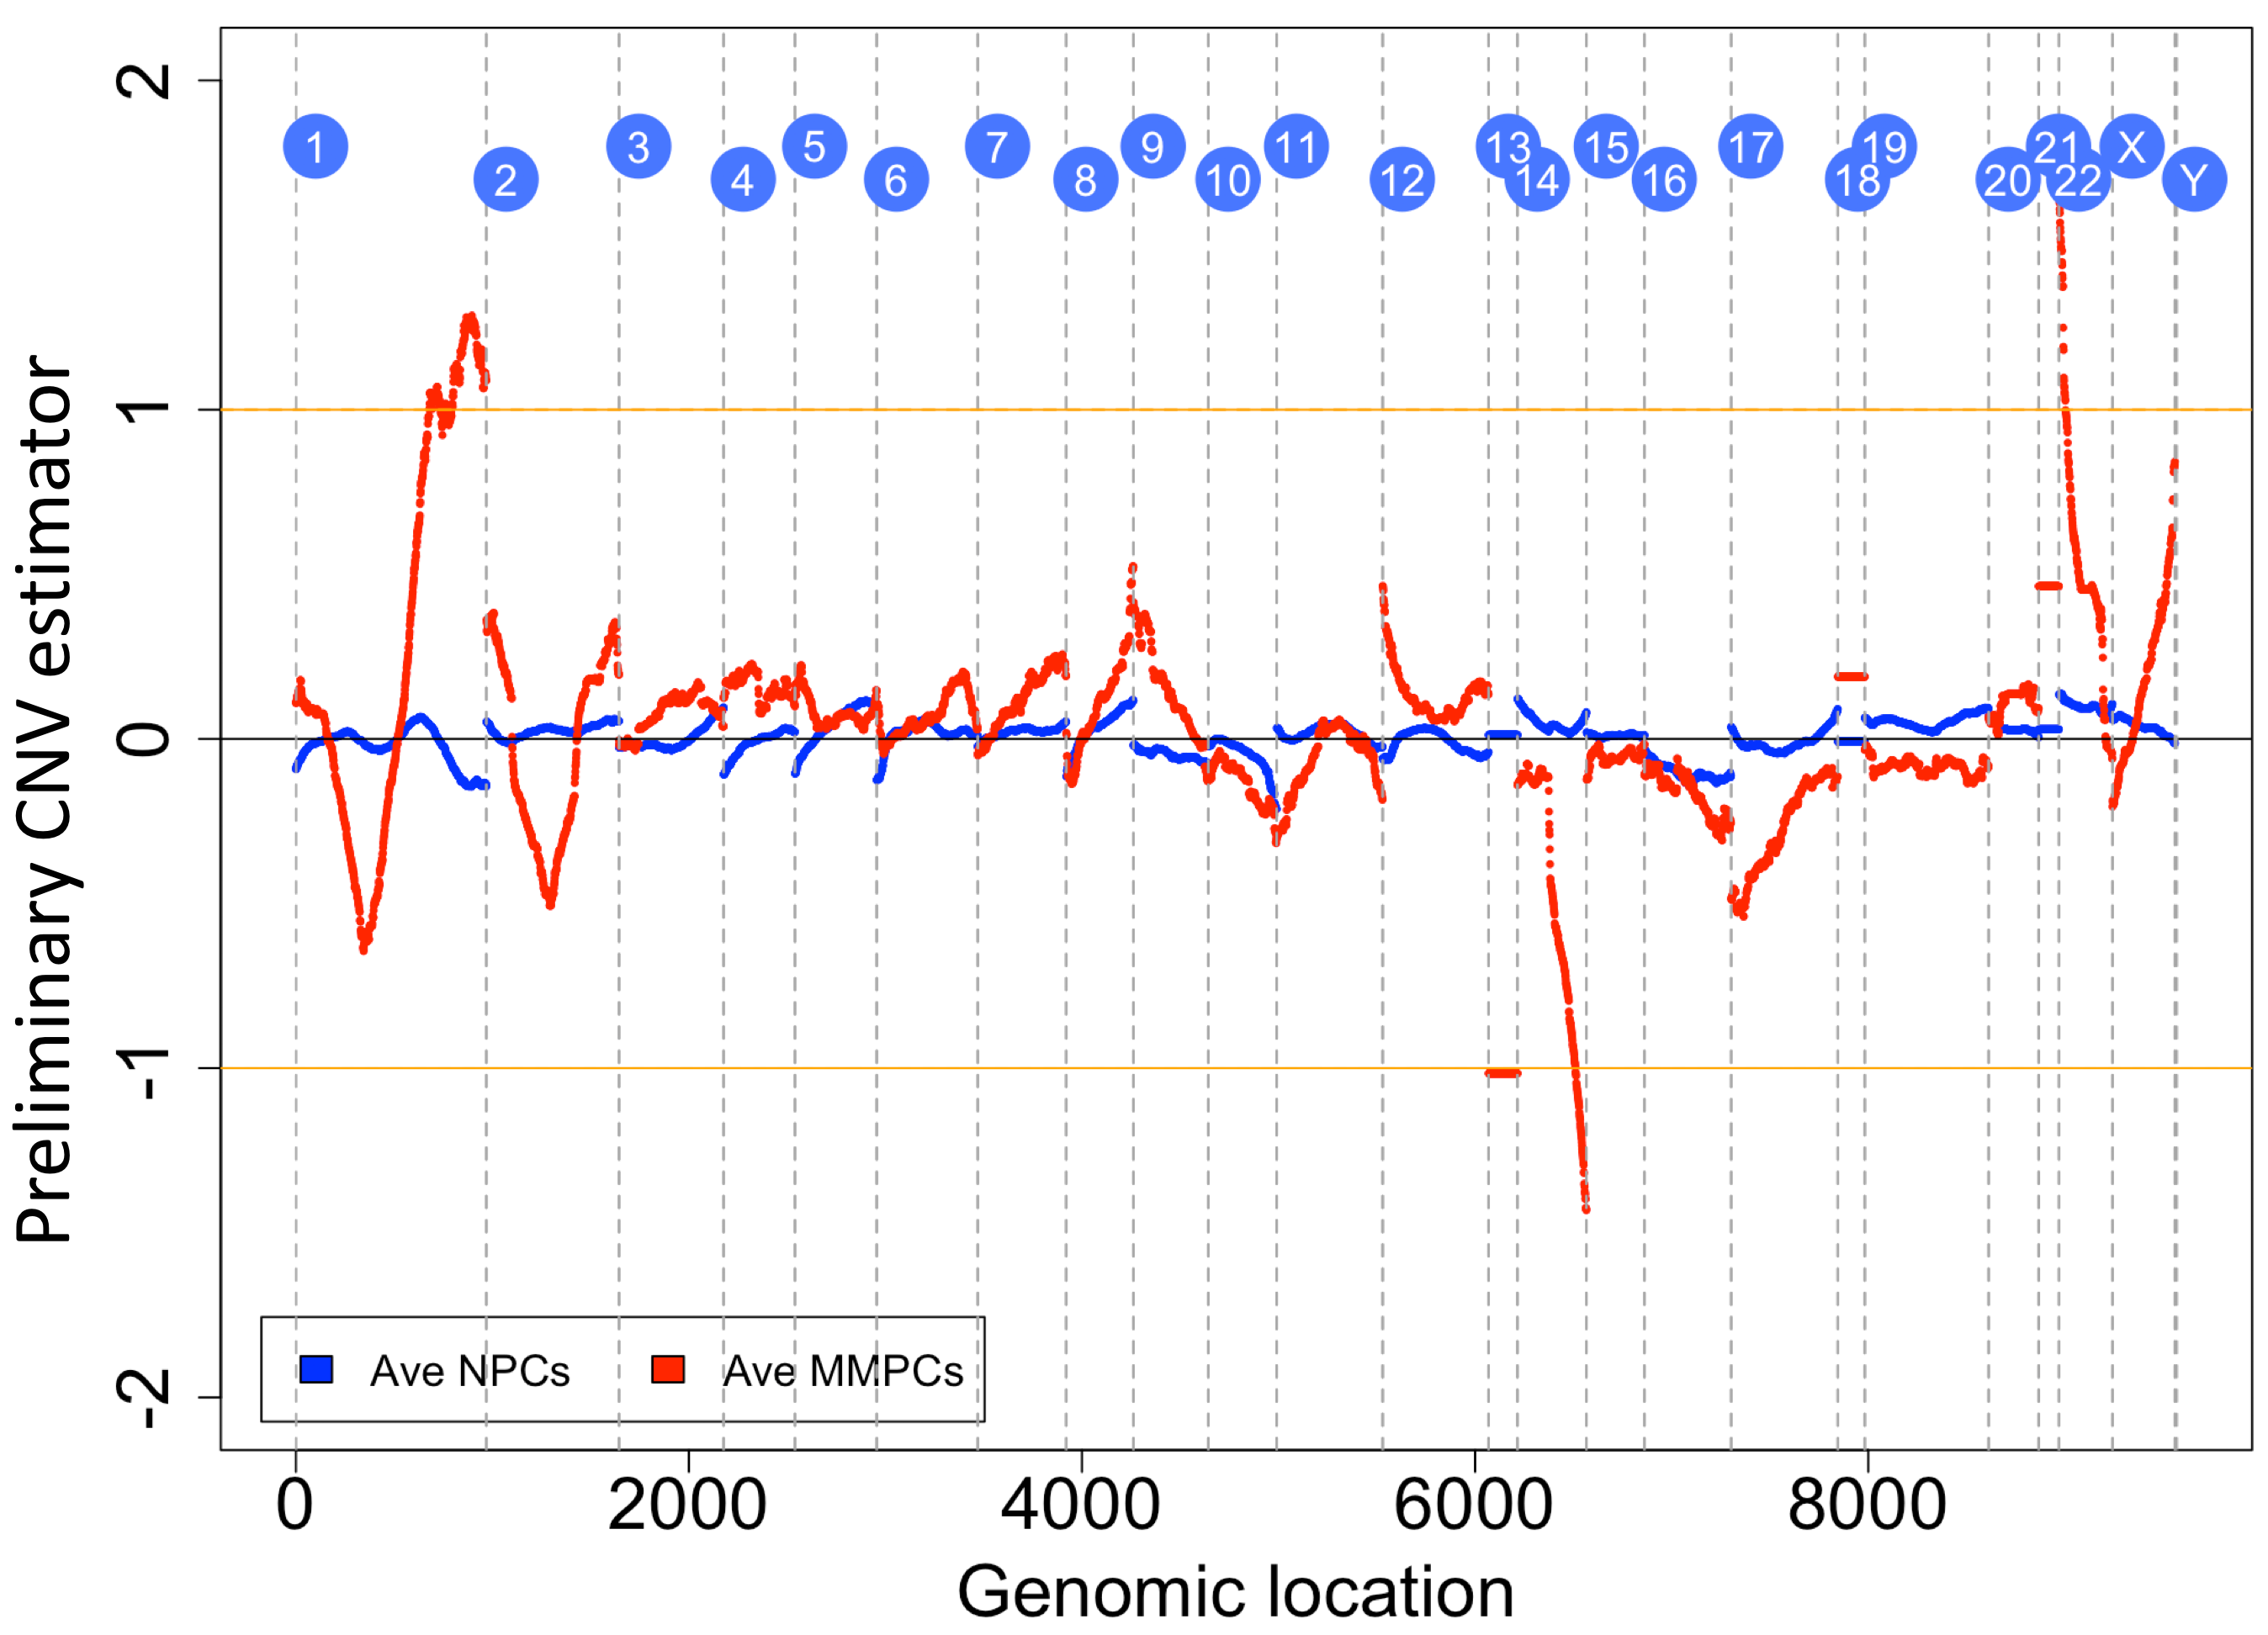 2
1
0
-1
-2
Preliminary CNV estimator
1 2 3 4 5 6 7 8 9 10 11 12 13 14 15 16 17 18 19 20 21 22 X Y
Ave NPCs Ave MMPCs
0 2000 4000 6000 8000
Genomic location